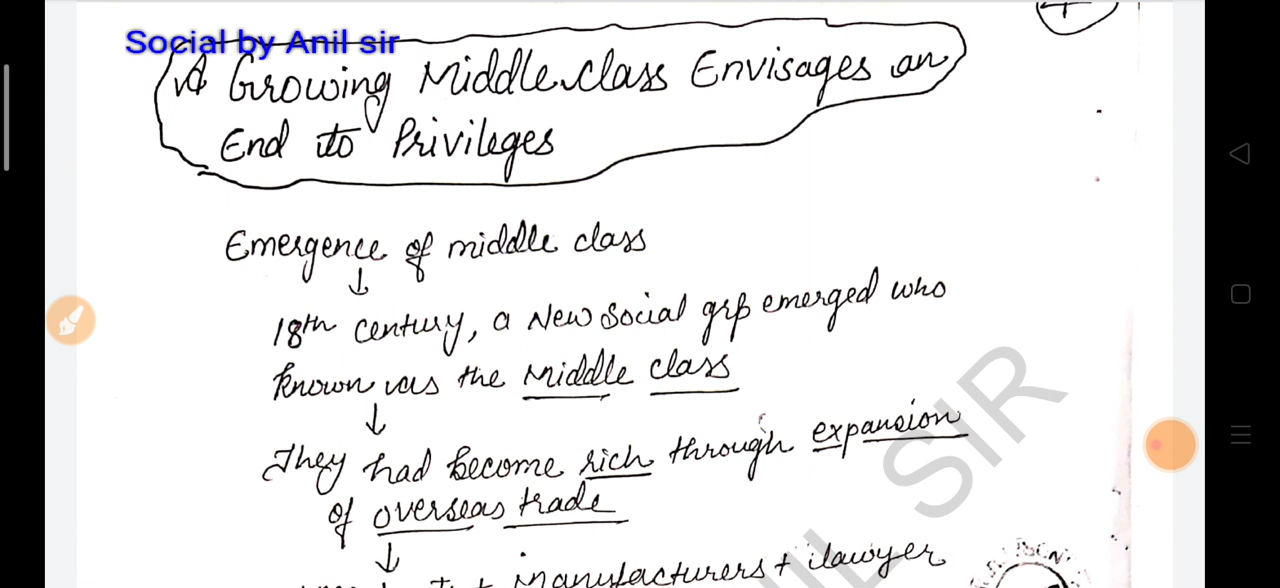 Social by Anil sir
A Growing Middle class Envisages an
End to Privileges
Emergence of middle class
↓
18th century, a New social grp emerged who
known as the Middle class
↓
They had become rich through expansion
of overseas trade
↓
manufacturers + lawyer
SIR